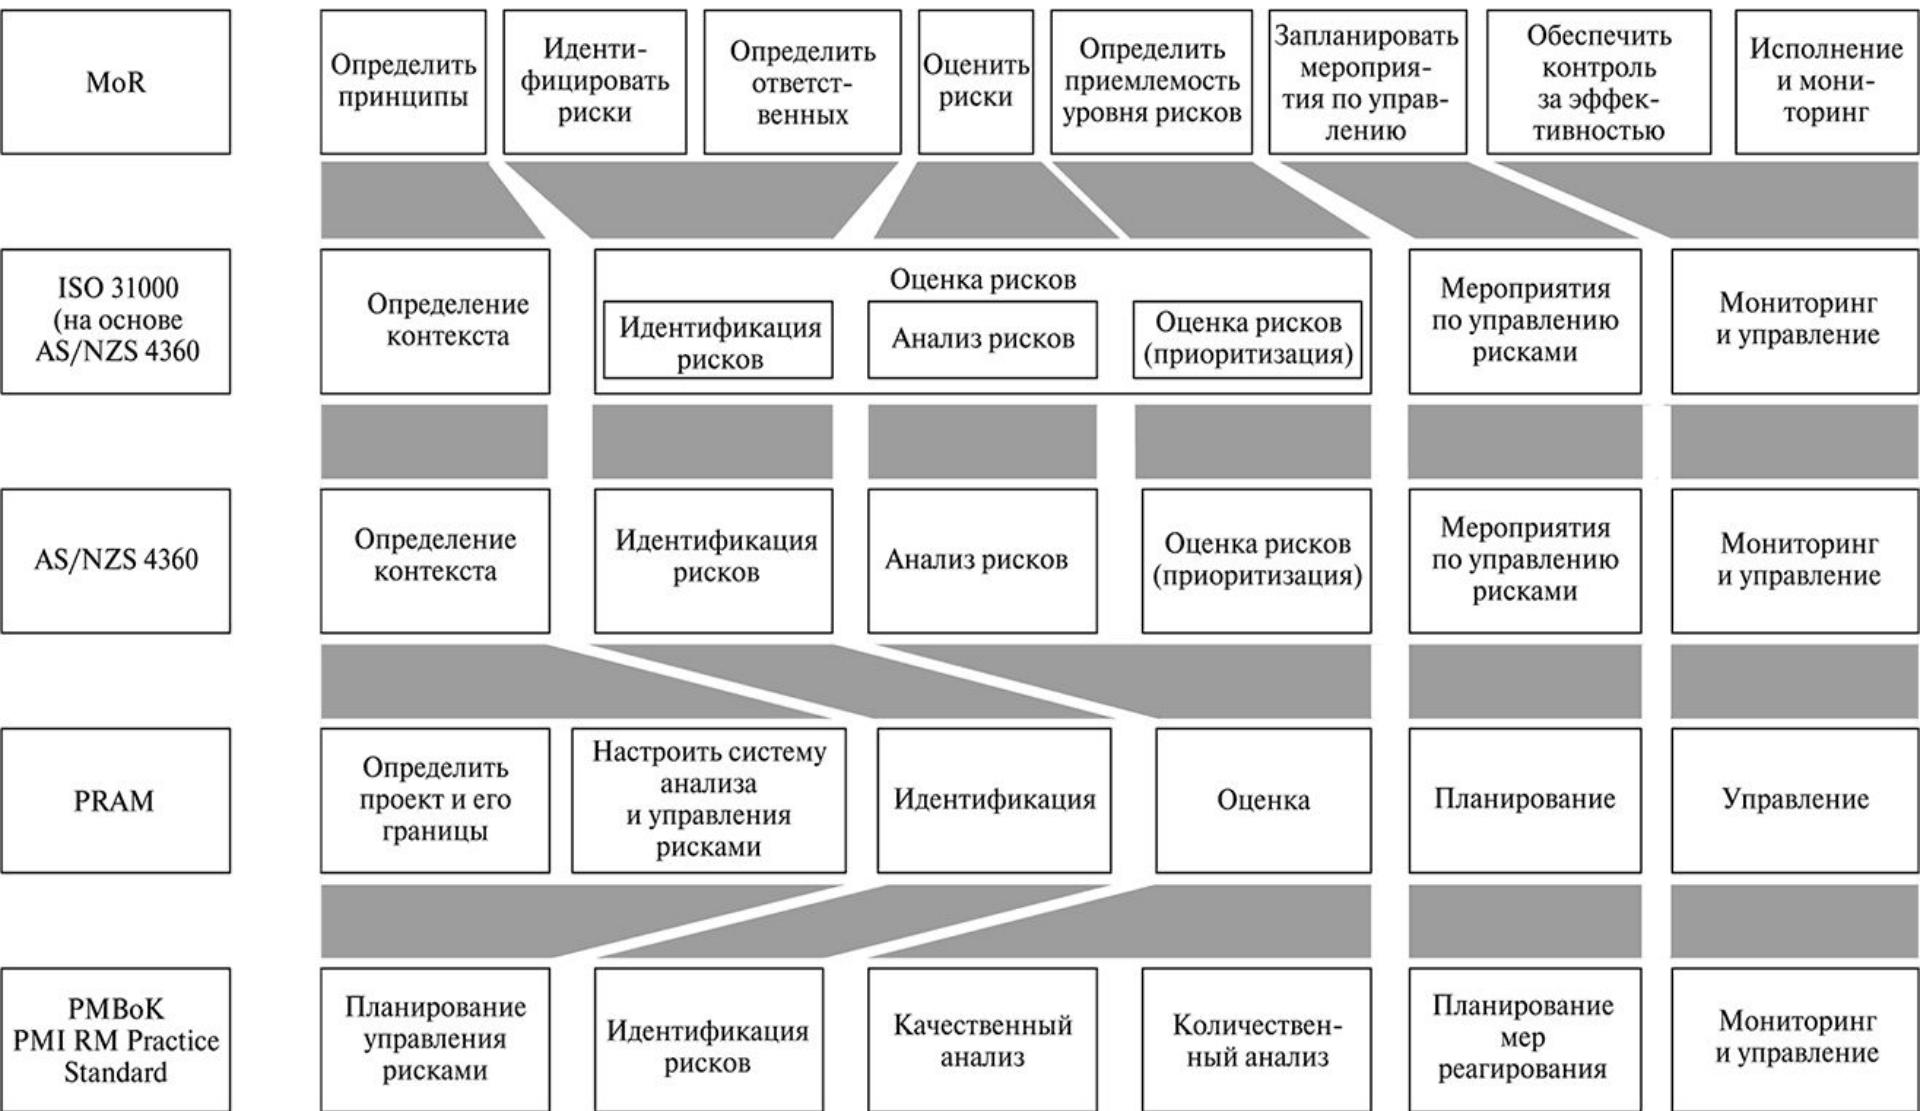 MoR
Определить
принципы
Иденти-
фицировать
риски
Определить
ответст-
венных
Оценить
риски
Определить
приемлемость
уровня рисков
Запланировать
мероприя-
тия по управ-
лению
Обеспечить
контроль
за эффек-
тивностью
Исполнение
и мони-
торинг
ISO 31000
(на основе
AS/NZS 4360
Определение
контекста
Оценка рисков
Идентификация
рисков
Анализ рисков
Оценка рисков
(приоритизация)
Мероприятия
по управлению
рисками
Мониторинг
и управление
AS/NZS 4360
Определение
контекста
Идентификация
рисков
Анализ рисков
Оценка рисков
(приоритизация)
Мероприятия
по управлению
рисками
Мониторинг
и управление
PRAM
Определить
проект и его
границы
Настроить систему
анализа
и управления
рисками
Идентификация
Оценка
Планирование
Управление
PMBoK
PMI RM Practice
Standard
Планирование
управления
рисками
Идентификация
рисков
Качественный
анализ
Количествен-
ный анализ
Планирование
мер
реагирования
Мониторинг
и управление